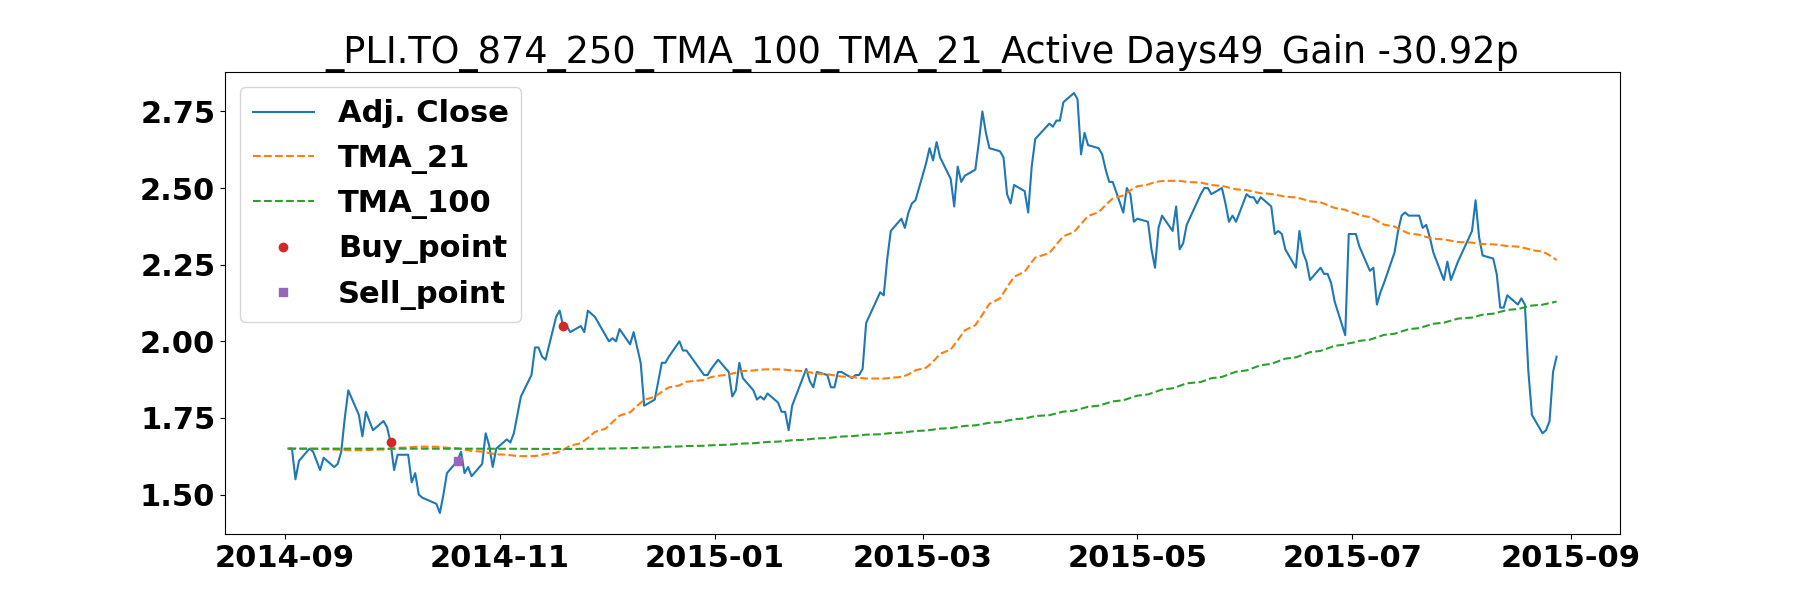 _PLI.TO_874_250_TMA_100_TMA_21_Active Days49_Gain -30.92p
Adj. Close
TMA_21
TMA_100
Buy_point
Sell_point
2.75
2.50
2.25
2.00
1.75
1.50
2014-09 2014-11 2015-01 2015-03 2015-05 2015-07 2015-09